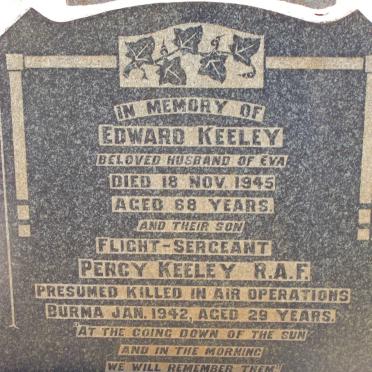 IN MEMORY OF
EDWARD KEELEY
BELOVED HUSBAND OF EVA
DIED 18 NOV. 1945
AGED 68 YEARS
AND THEIR SON
FLIGHT-SERGEANT
PERCY KEELEY R.A.F.
PRESUMED KILLED IN AIR OPERATIONS
BURMA JAN. 1942, AGED 29 YEARS.
"AT THE GOING DOWN OF THE SUN
AND IN THE MORNING
WE WILL REMEMBER THEM"